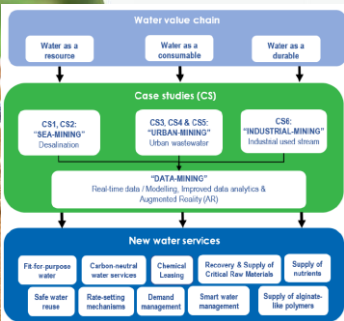 Water value chain
Water as a
resource
Water as a
consumable
Water as a
durable
Case studies (CS)
CS1, CS2:
"SEA-MINING"
Desalination
CS3, CS4 & CS5:
"URBAN-MINING"
Urban wastewater
CS6:
"INDUSTRIAL-MINING"
Industrial used stream
"DATA-MINING"
Real-time data / Modelling, Improved data analytics &
Augmented Reality (AR)
New water services
Fit-for-purpose
water
Carbon-neutral
water services
Chemical
Leasing
Recovery & Supply of
Critical Raw Materials
Supply of
nutrients
Safe water
reuse
Rate-setting
mechanisms
Demand
management
Smart water
management
Supply of alginate-
like polymers